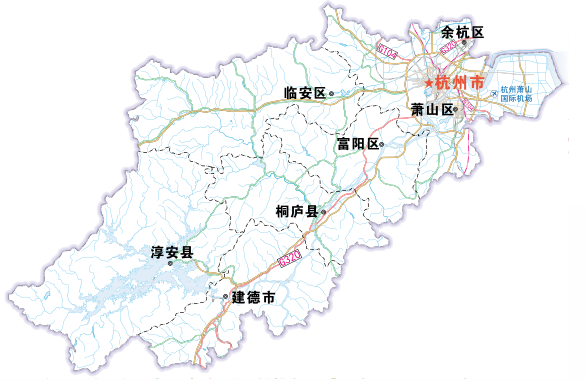 余杭区
G104
G320
杭州市
临安区
杭州萧山
国际机场
萧山区
富阳区
桐庐县
淳安县
G320
建德市